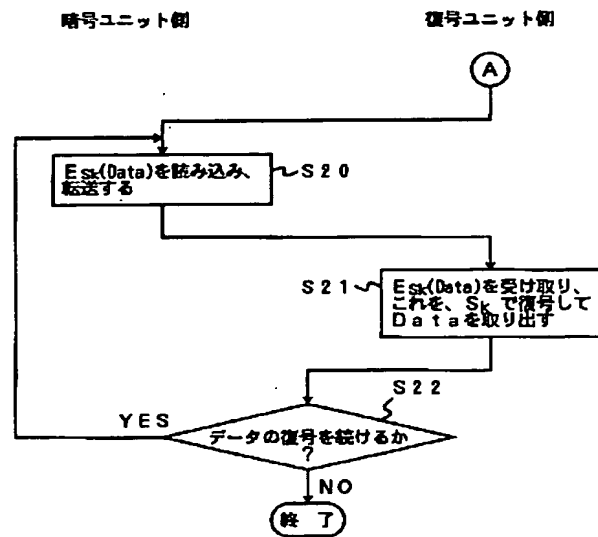 暗号ユニット側
復号ユニット側
A
ESK(Data)を読み込み、
転送する
S20
S21
ESK(Data)を受け取り、
これを、SKで復号して
Dataを取り出す
S22
YES
データの復号を続けるか
?
NO
終 了